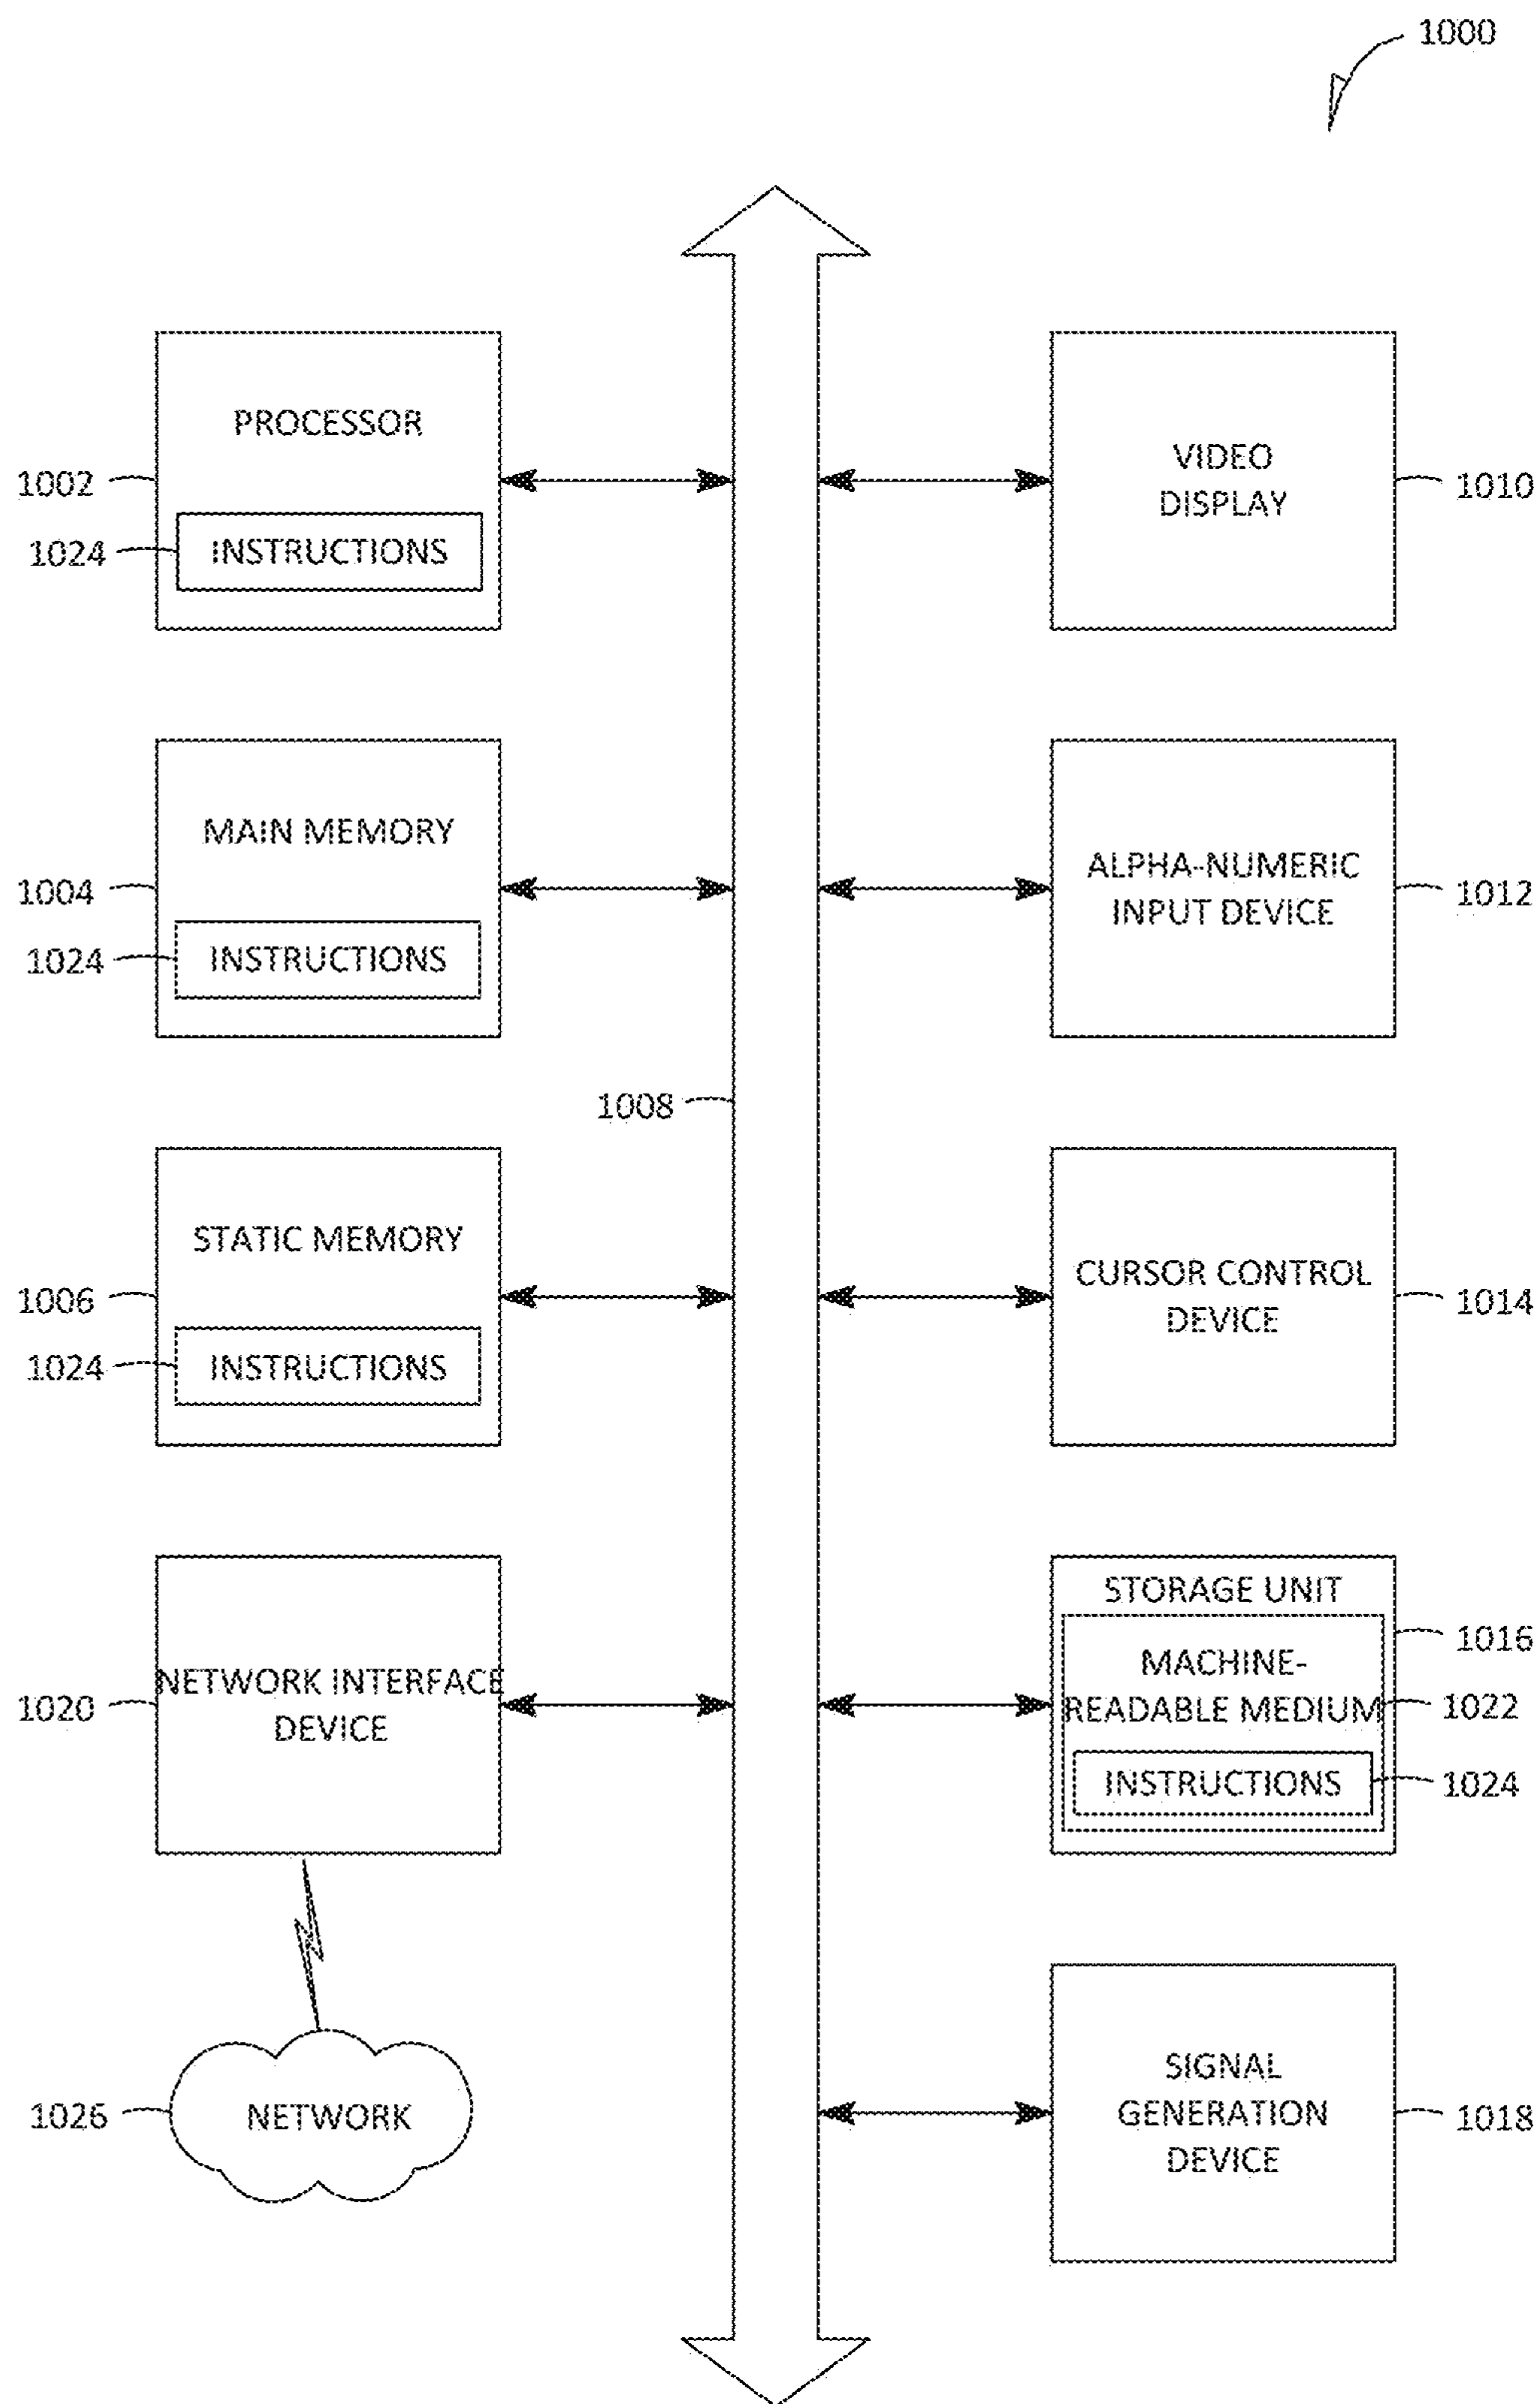 1000
PROCESSOR
1002
1024
INSTRUCTIONS
VIDEO
DISPLAY
1010
MAIN MEMORY
1004
1024
INSTRUCTIONS
ALPHA-NUMERIC
INPUT DEVICE
1012
1008
STATIC MEMORY
1006
1024
INSTRUCTIONS
CURSOR CONTROL
DEVICE
1014
NETWORK INTERFACE
DEVICE
1020
STORAGE UNIT
1016
MACHINE-
READABLE MEDIUM
1022
INSTRUCTIONS
1024
1026
NETWORK
SIGNAL
GENERATION
DEVICE
1018